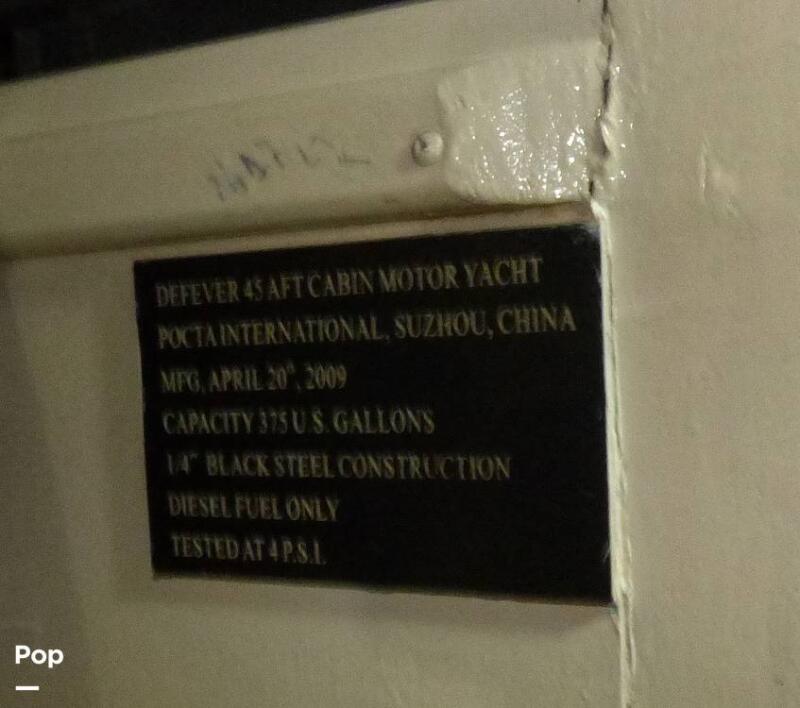 DEFEVER 45 AFT CABIN MOTOR YACHT
POCTA INTERNATIONAL, SUZHOU, CHINA
MFG, APRIL 20", 2009
CAPACITY 375 U.S. GALLONS
1/4" BLACK STEEL CONSTRUCTION
DIESEL FUEL ONLY
TESTED AT 4 P.S.I.
Pop